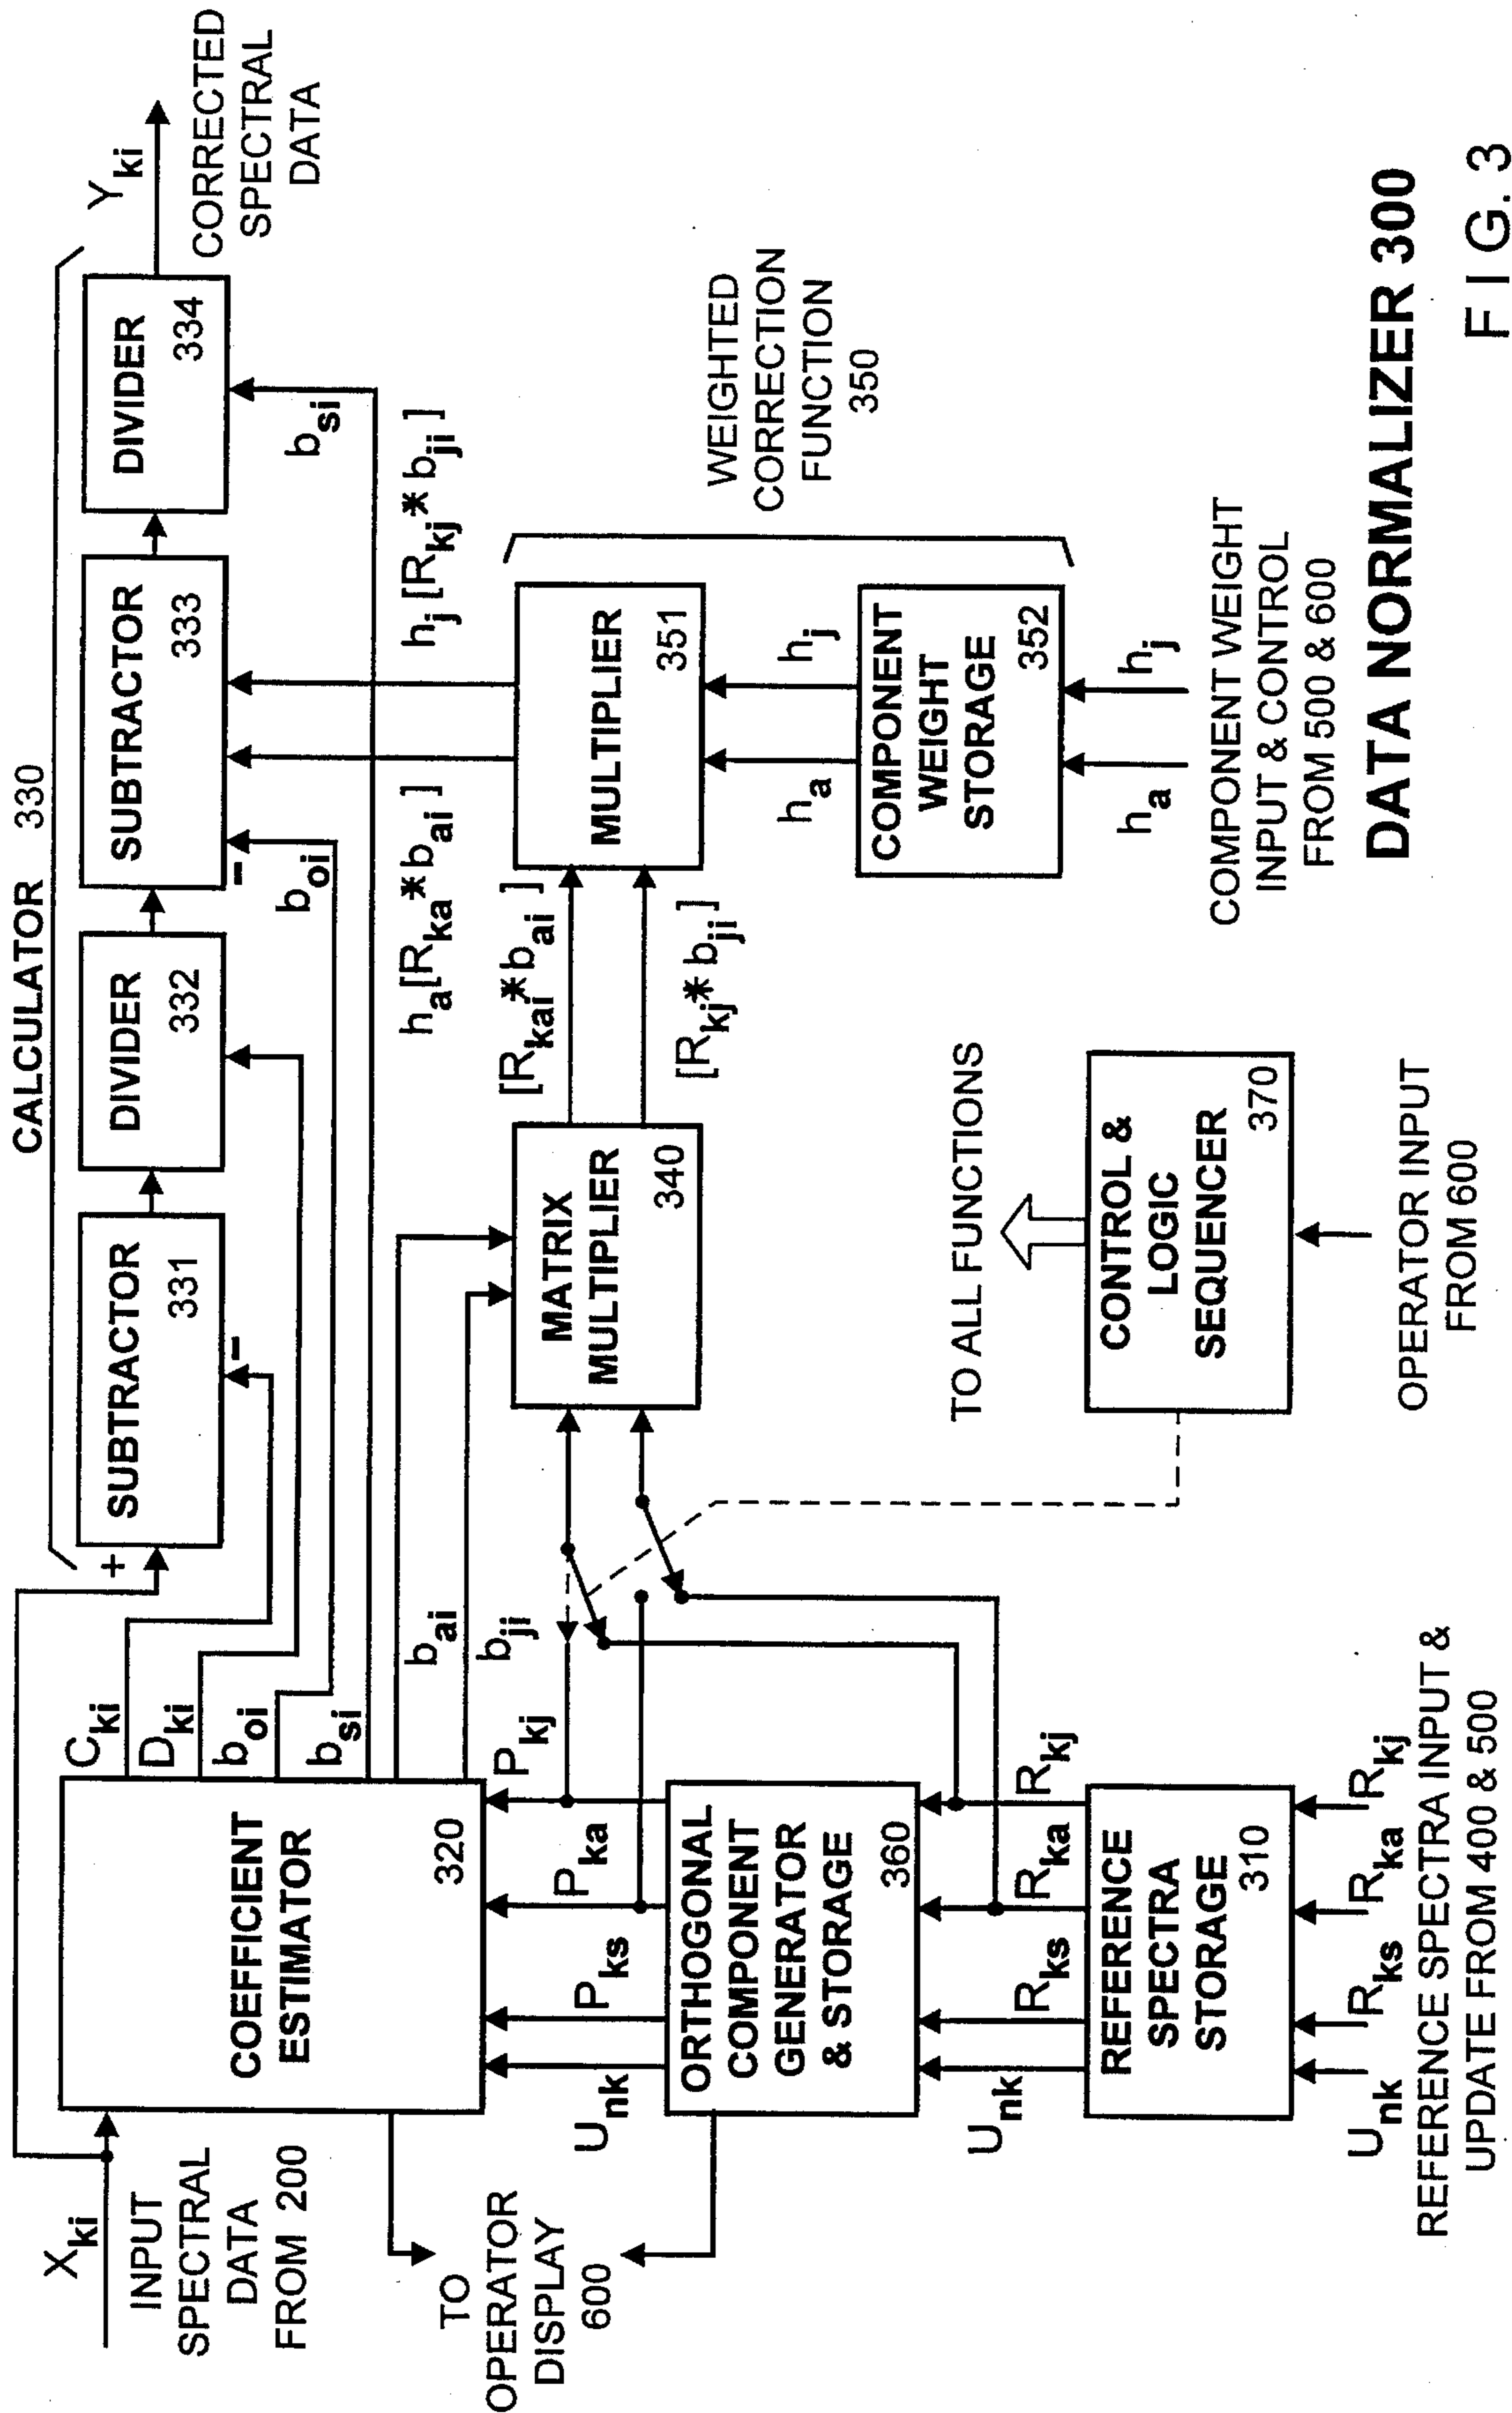 CALCULATOR 330
X_ki
INPUT
SPECTRAL
DATA
FROM 200
COEFFICIENT
ESTIMATOR
320
C_ki
D_ki
b_oi
b_si
b_ai
b_ji
+
SUBTRACTOR
331
-
DIVIDER
332
SUBTRACTOR
333
-
b_oi
DIVIDER
334
b_si
Y_ki
CORRECTED
SPECTRAL
DATA
h_a[R_ka*b_ai]
h_j[R_kj*b_ji]
TO
OPERATOR
DISPLAY
600
U_nk
P_ks
P_ka
P_kj
ORTHOGONAL
COMPONENT
GENERATOR
& STORAGE
360
U_nk
R_ks
R_ka
R_kj
REFERENCE
SPECTRA
STORAGE
310
U_nk
R_ks
R_ka
R_kj
REFERENCE SPECTRA INPUT &
UPDATE FROM 400 & 500
MATRIX
MULTIPLIER
340
[R_kai*b_ai]
[R_kj*b_ji]
MULTIPLIER
351
h_a
h_j
COMPONENT
WEIGHT
STORAGE
352
h_a
h_j
COMPONENT WEIGHT
INPUT & CONTROL
FROM 500 & 600
WEIGHTED
CORRECTION
FUNCTION
350
TO ALL FUNCTIONS
CONTROL &
LOGIC
SEQUENCER
370
OPERATOR INPUT
FROM 600
DATA NORMALIZER 300
FIG. 3